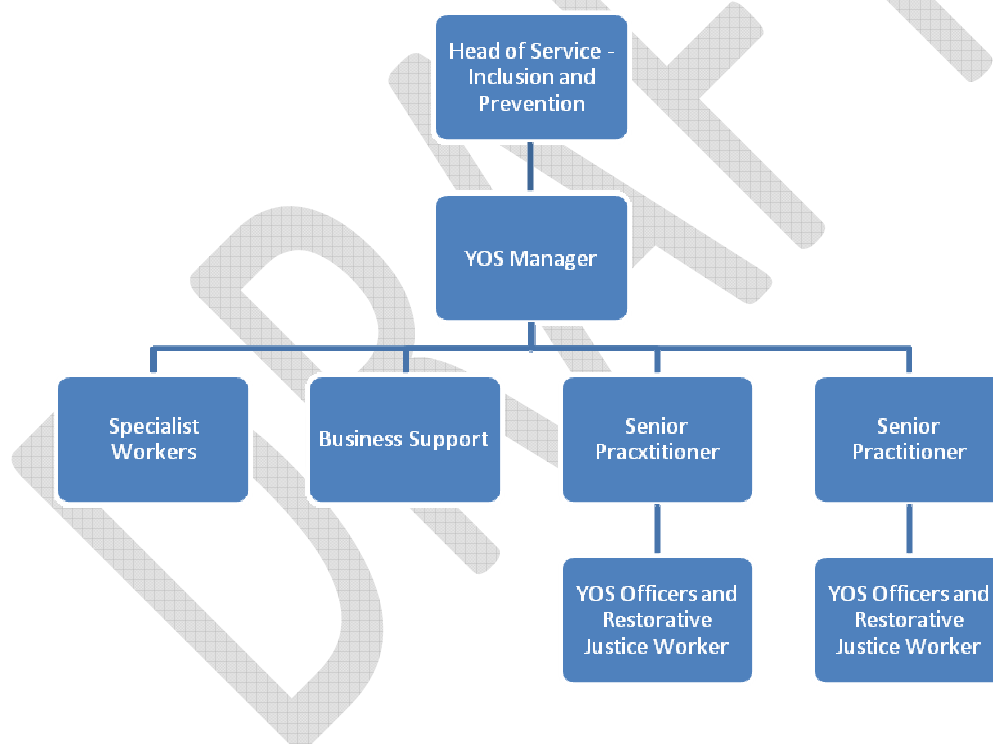 Head of Service -
Inclusion and
Prevention
YOS Manager
Specialist
Workers
Business Support
Senior
Pracxtitioner
Senior
Practitioner
YOS Officers and
Restorative
Justice Worker
YOS Officers and
Restorative
Justice Worker
DRAFT